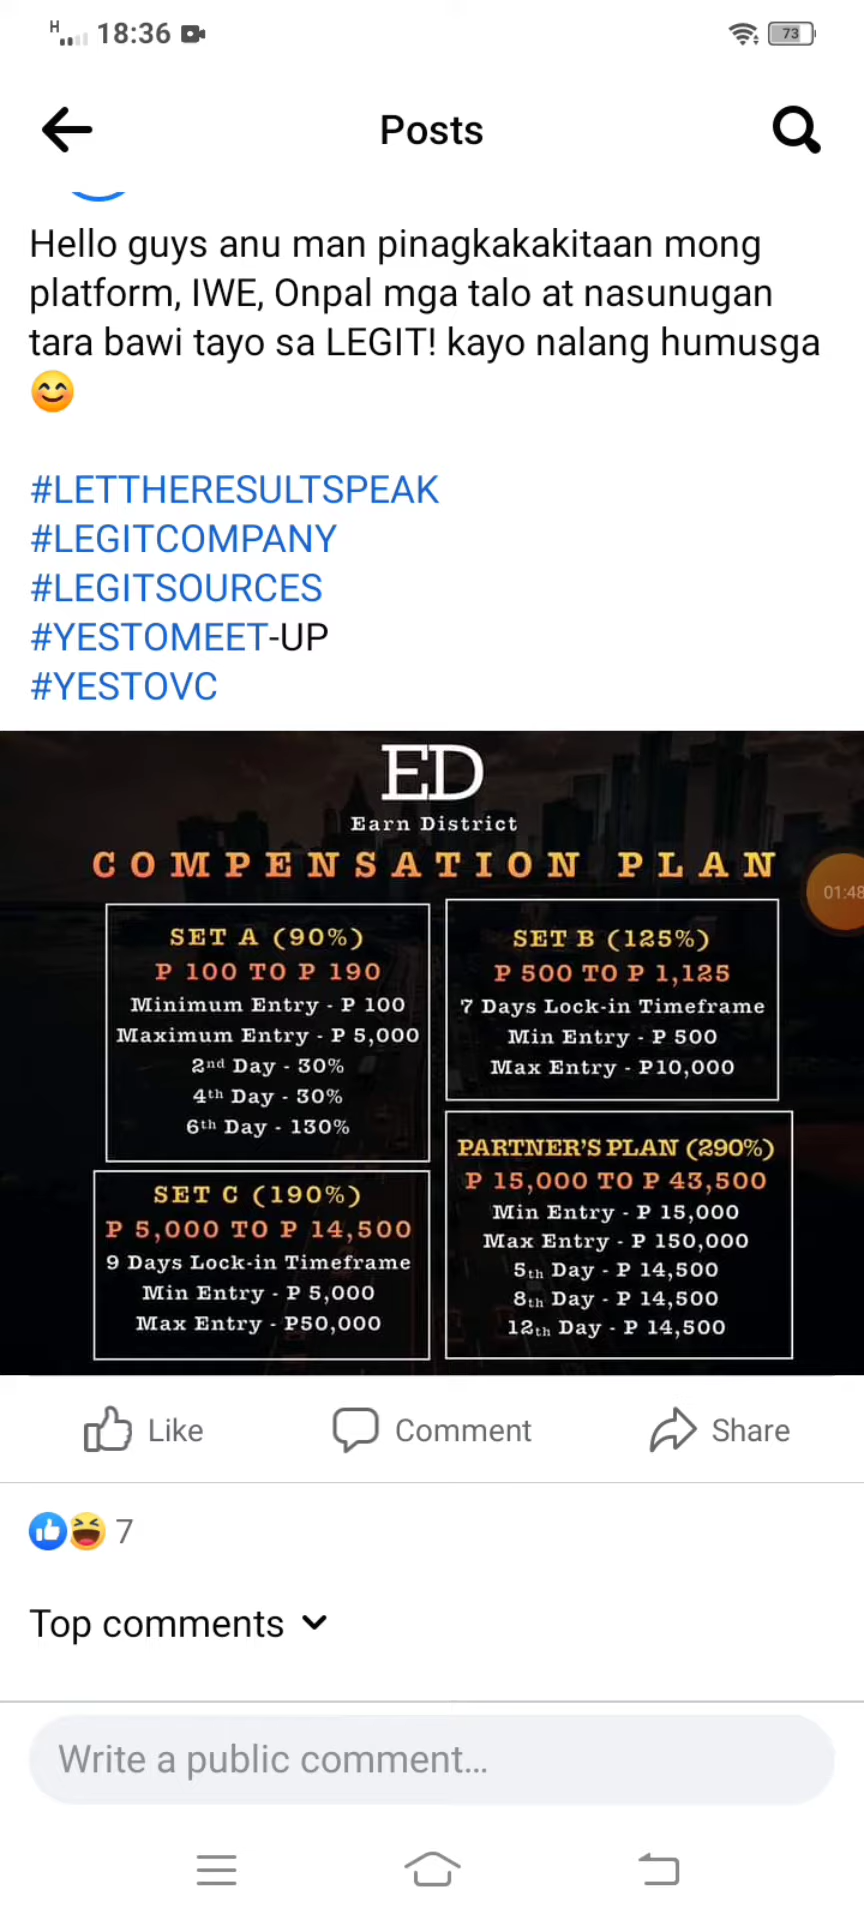 H 18:36 73
Posts
Hello guys anu man pinagkakakitaan mong
platform, IWE, Onpal mga talo at nasunugan
tara bawi tayo sa LEGIT! kayo nalang humusga
😊
#LETTHERESULTSPEAK
#LEGITCOMPANY
#LEGITSOURCES
#YESTOMEET-UP
#YESTOVC
ED
Earn District
COMPENSATION PLAN
01:48
SET A (90%)
P 100 TO P 190
Minimum Entry - P 100
Maximum Entry - P 5,000
2nd Day - 30%
4th Day - 30%
6th Day - 130%
SET B (125%)
P 500 TO P 1,125
7 Days Lock-in Timeframe
Min Entry - P 500
Max Entry - P10,000
SET C (190%)
P 5,000 TO P 14,500
9 Days Lock-in Timeframe
Min Entry - P 5,000
Max Entry - P50,000
PARTNER'S PLAN (290%)
P 15,000 TO P 43,500
Min Entry - P 15,000
Max Entry - P 150,000
5th Day - P 14,500
8th Day - P 14,500
12th Day - P 14,500
Like Comment Share
7
Top comments
Write a public comment...